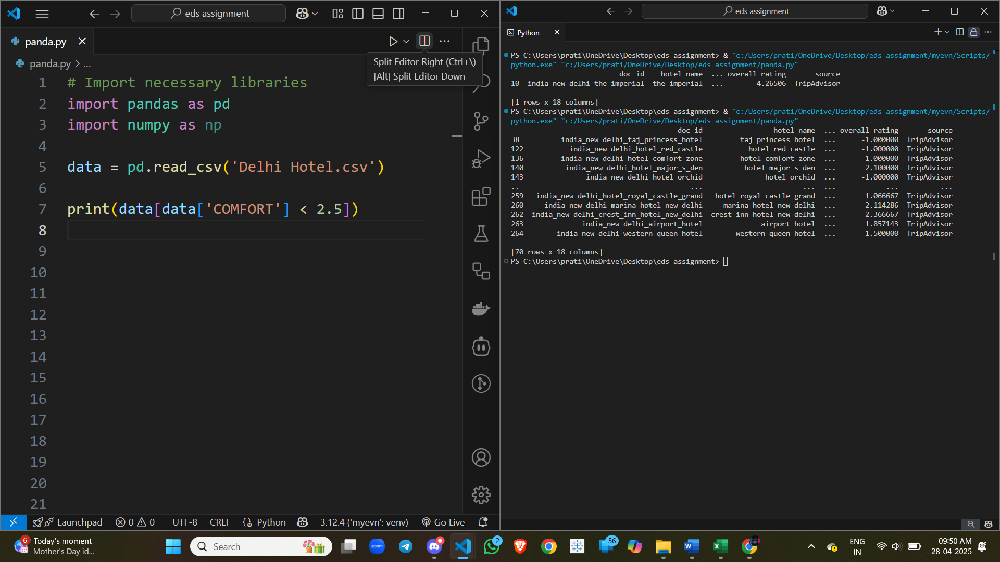 eds assignment
panda.py
Split Editor Right (Ctrl+\)
[Alt] Split Editor Down
panda.py > ...
1 # Import necessary libraries
2 import pandas as pd
3 import numpy as np
4
5 data = pd.read_csv('Delhi Hotel.csv')
6
7 print(data[data['COMFORT'] < 2.5])
8
9
10
11
12
13
14
15
16
17
18
19
20
21
Launchpad 0 0 UTF-8 CRLF Python 3.12.4 ('myevn': venv) Go Live
eds assignment
Python
PS C:\Users\prati\OneDrive\Desktop\eds assignment> & "c:/Users/prati/OneDrive/Desktop/eds assignment/myevn/Scripts/
python.exe" "c:/Users/prati/OneDrive/Desktop/eds assignment/panda.py"
doc_id hotel_name ... overall_rating source
10 india_new delhi_the_imperial the imperial ... 4.26506 TripAdvisor
[1 rows x 18 columns]
PS C:\Users\prati\OneDrive\Desktop\eds assignment> & "c:/Users/prati/OneDrive/Desktop/eds assignment/myevn/Scripts/
python.exe" "c:/Users/prati/OneDrive/Desktop/eds assignment/panda.py"
doc_id hotel_name ... overall_rating source
38 india_new delhi_taj_princess_hotel taj princess hotel ... -1.000000 TripAdvisor
122 india_new delhi_hotel_red_castle hotel red castle ... -1.000000 TripAdvisor
136 india_new delhi_hotel_comfort_zone hotel comfort zone ... -1.000000 TripAdvisor
140 india_new delhi_hotel_major_s_den hotel major s den ... 2.100000 TripAdvisor
143 india_new delhi_hotel_orchid hotel orchid ... -1.000000 TripAdvisor
.. ... ... ... ... ...
259 india_new delhi_hotel_royal_castle_grand hotel royal castle grand ... 1.066667 TripAdvisor
260 india_new delhi_marina_hotel_new_delhi marina hotel new delhi ... 2.114286 TripAdvisor
262 india_new delhi_crest_inn_hotel_new_delhi crest inn hotel new delhi ... 2.366667 TripAdvisor
263 india_new delhi_airport_hotel airport hotel ... 1.857143 TripAdvisor
264 india_new delhi_western_queen_hotel western queen hotel ... 1.500000 TripAdvisor
[70 rows x 18 columns]
PS C:\Users\prati\OneDrive\Desktop\eds assignment>
6
Today's moment
Mother's Day id...
Search
zoom
2
56
ENG
IN
09:50 AM
28-04-2025